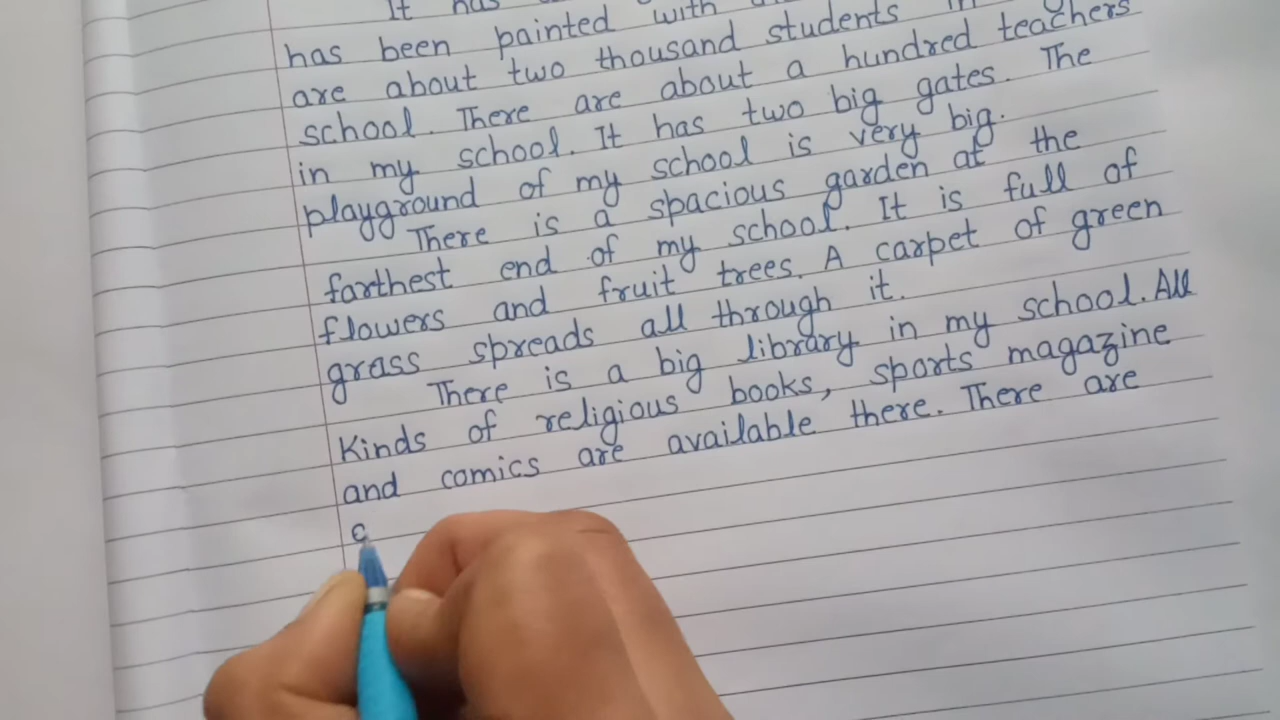 It has
has been painted with
are about two thousand students
school. There are about a hundred teachers
in my school. It has two big gates. The
playground of my school is very big.
There is a spacious garden at the
farthest end of my school. It is full of
flowers and fruit trees. A carpet of green
grass spreads all through it.
There is a big library in my school. All
Kinds of religious books, sports magazine
and comics are available there. There are